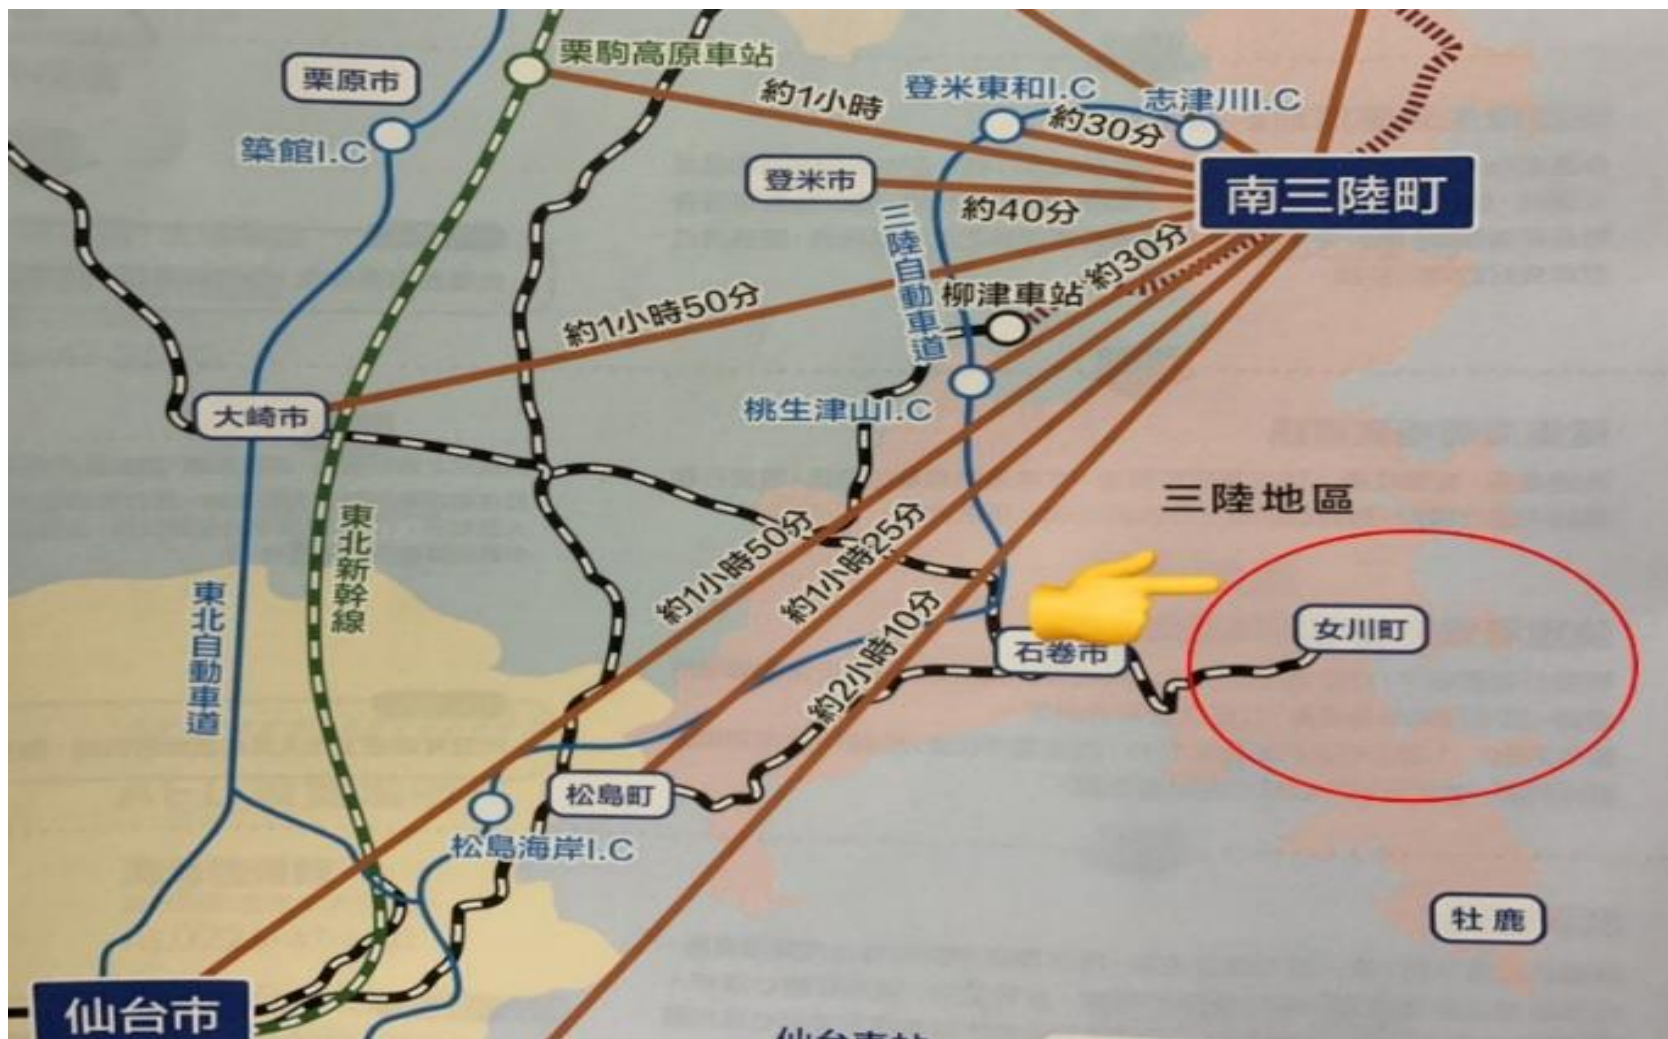 栗原市
栗駒高原車站
築館I.C
約1小時
登米東和I.C
志津川I.C
約30分
登米市
約40分
南三陸町
三陸自動車道
柳津車站
約30分
約1小時50分
大崎市
桃生津山I.C
三陸地區
東北新幹線
東北自動車道
約1小時50分
約1小時25分
約2小時10分
石巻市
女川町
松島町
松島海岸I.C
牡鹿
仙台市
仙台車站